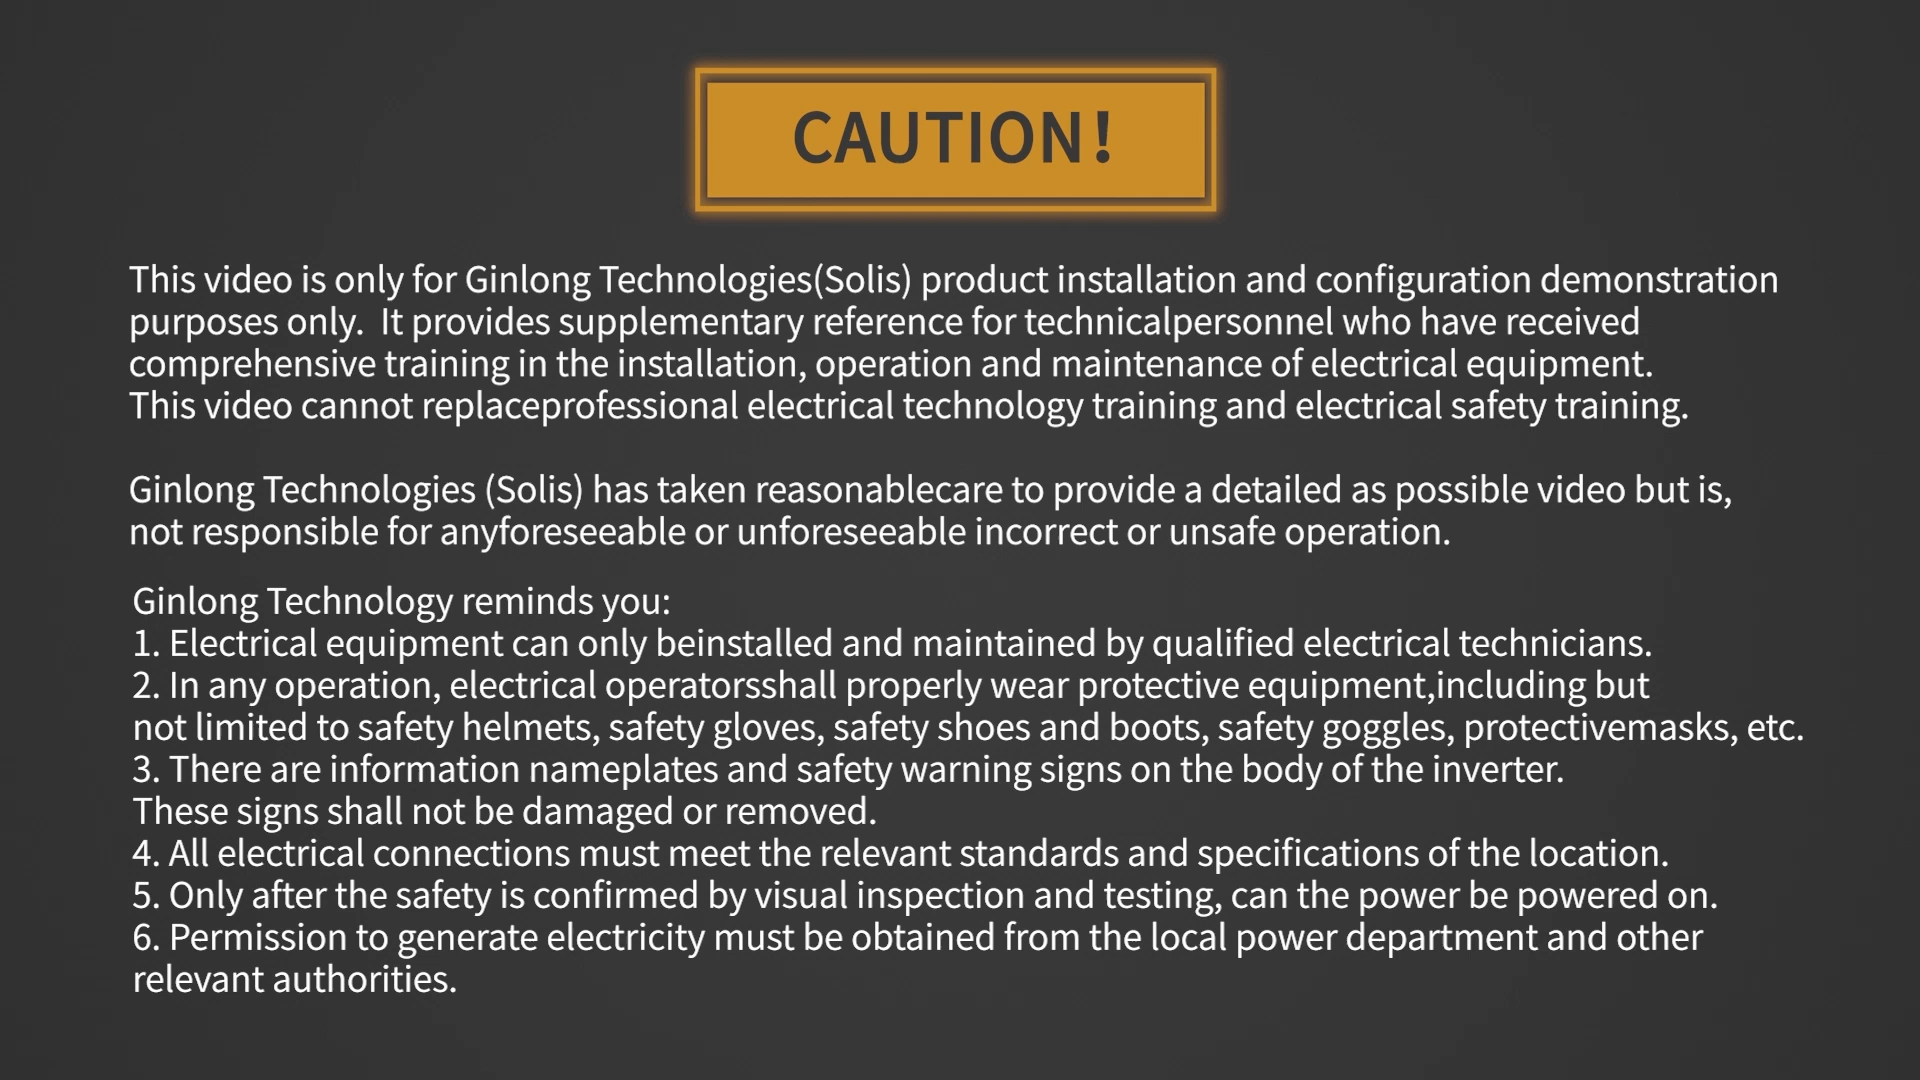 CAUTION!
This video is only for Ginlong Technologies(Solis) product installation and configuration demonstration
purposes only.  It provides supplementary reference for technicalpersonnel who have received
comprehensive training in the installation, operation and maintenance of electrical equipment.
This video cannot replaceprofessional electrical technology training and electrical safety training.
Ginlong Technologies (Solis) has taken reasonablecare to provide a detailed as possible video but is,
not responsible for anyforeseeable or unforeseeable incorrect or unsafe operation.
Ginlong Technology reminds you:
1. Electrical equipment can only beinstalled and maintained by qualified electrical technicians.
2. In any operation, electrical operatorsshall properly wear protective equipment,including but
not limited to safety helmets, safety gloves, safety shoes and boots, safety goggles, protectivemasks, etc.
3. There are information nameplates and safety warning signs on the body of the inverter.
These signs shall not be damaged or removed.
4. All electrical connections must meet the relevant standards and specifications of the location.
5. Only after the safety is confirmed by visual inspection and testing, can the power be powered on.
6. Permission to generate electricity must be obtained from the local power department and other
relevant authorities.